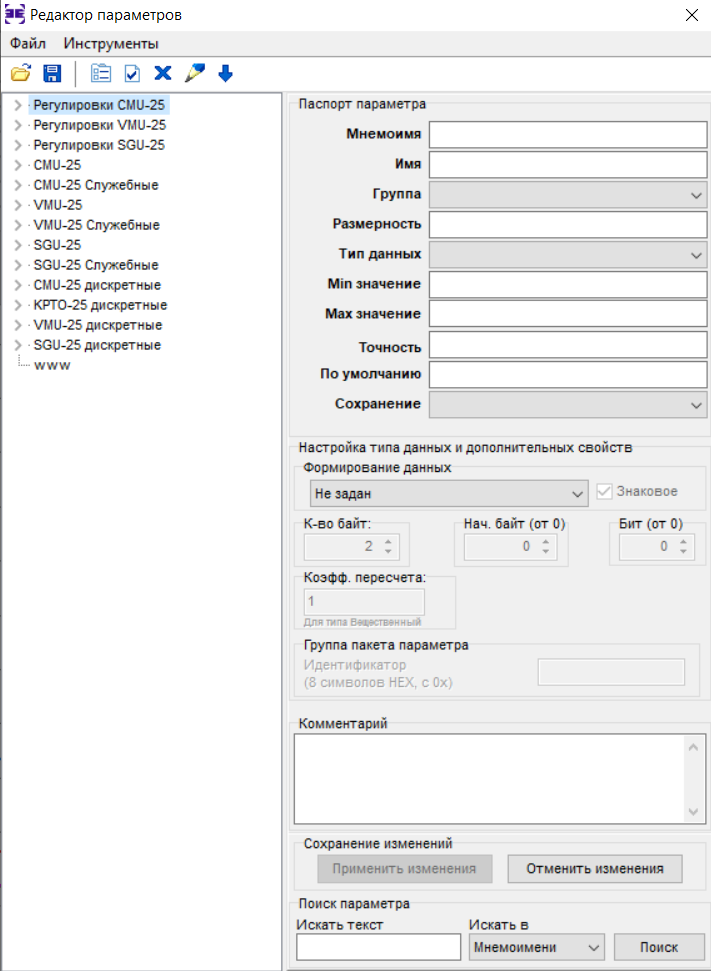 Редактор параметров
Файл Инструменты
Регулировки CMU-25
Регулировки VMU-25
Регулировки SGU-25
CMU-25
CMU-25 Служебные
VMU-25
VMU-25 Служебные
SGU-25
SGU-25 Служебные
CMU-25 дискретные
КРТО-25 дискретные
VMU-25 дискретные
SGU-25 дискретные
www
Паспорт параметра
Мнемоимя
Имя
Группа
Размерность
Тип данных
Min значение
Max значение
Точность
По умолчанию
Сохранение
Настройка типа данных и дополнительных свойств
Формирование данных
Не задан Знаковое
К-во байт: Нач. байт (от 0) Бит (от 0)
2 0 0
Коэфф. пересчета:
1
Для типа Вещественный
Группа пакета параметра
Идентификатор
(8 символов HEX, с 0x)
Комментарий
Сохранение изменений
Применить изменения Отменить изменения
Поиск параметра
Искать текст Искать в
Мнемоимени Поиск